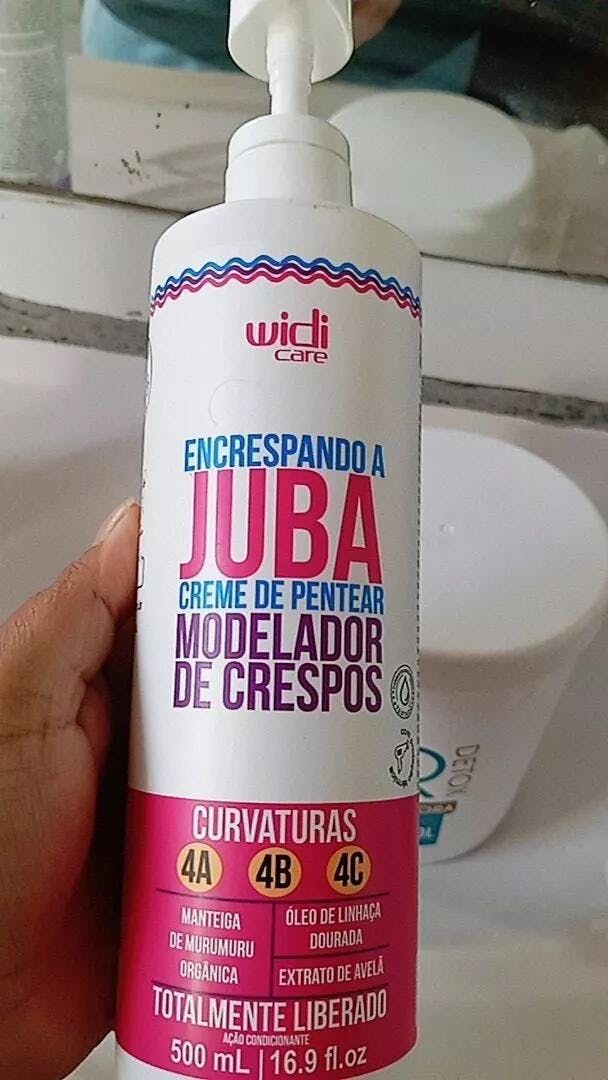 widi
care
ENCRESPANDO A
JUBA
CREME DE PENTEAR
MODELADOR
DE CRESPOS
CURVATURAS
4A 4B 4C
MANTEIGA
DE MURUMURU
ORGÂNICA
ÓLEO DE LINHAÇA
DOURADA
EXTRATO DE AVELÃ
TOTALMENTE LIBERADO
AÇÃO CONDICIONANTE
500 mL | 16.9 fl.oz
DETOX